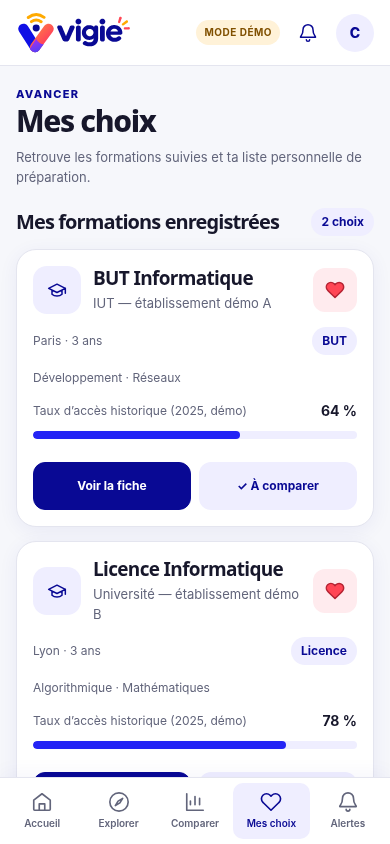 vigie
MODE DÉMO
C
AVANCER
Mes choix
Retrouve les formations suivies et ta liste personnelle de
préparation.
Mes formations enregistrées
2 choix
BUT Informatique
IUT — établissement démo A
Paris · 3 ans
BUT
Développement · Réseaux
Taux d’accès historique (2025, démo)
64 %
Voir la fiche
✓ À comparer
Licence Informatique
Université — établissement démo
B
Lyon · 3 ans
Licence
Algorithmique · Mathématiques
Taux d’accès historique (2025, démo)
78 %
Accueil
Explorer
Comparer
Mes choix
Alertes